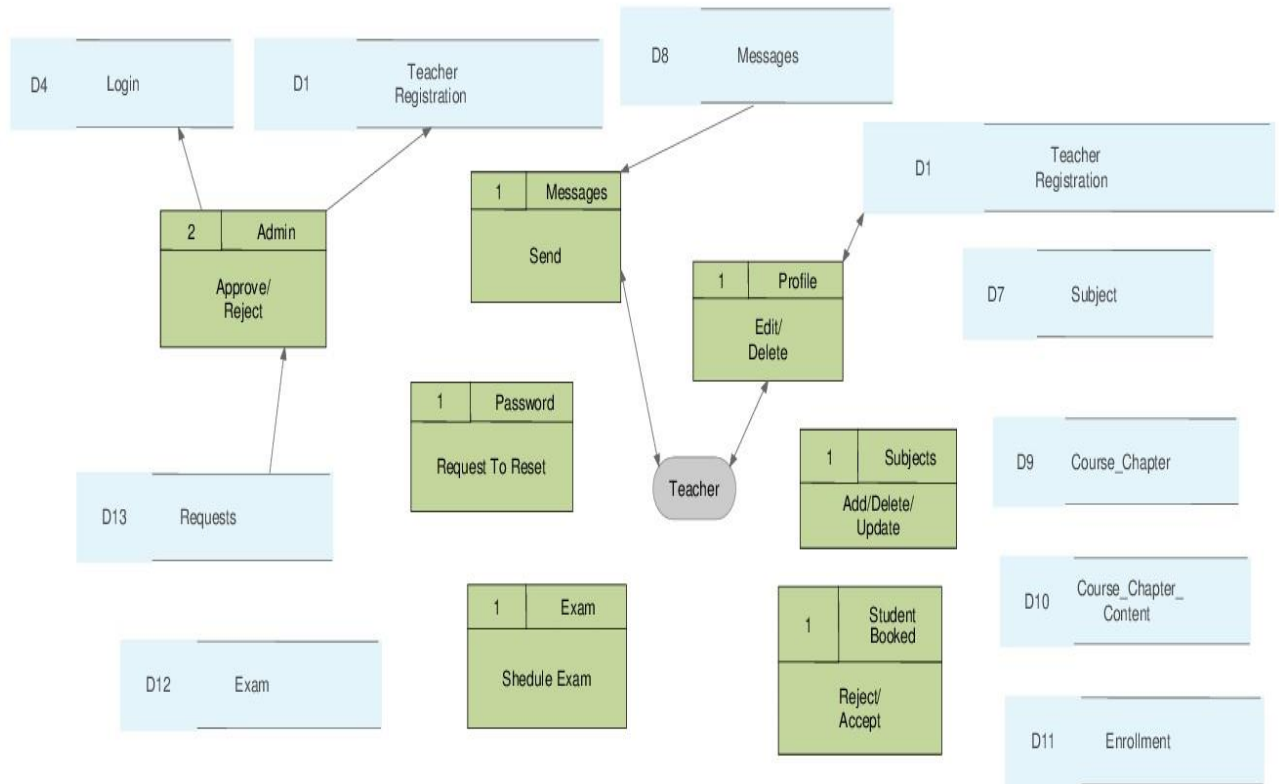 D4
Login
D1
Teacher
Registration
D8
Messages
D1
Teacher
Registration
2
Admin
Approve/
Reject
1
Messages
Send
1
Profile
Edit/
Delete
D7
Subject
1
Password
Request To Reset
Teacher
1
Subjects
Add/Delete/
Update
D9
Course_Chapter
D13
Requests
D10
Course_Chapter_
Content
1
Exam
Shedule Exam
1
Student
Booked
Reject/
Accept
D12
Exam
D11
Enrollment